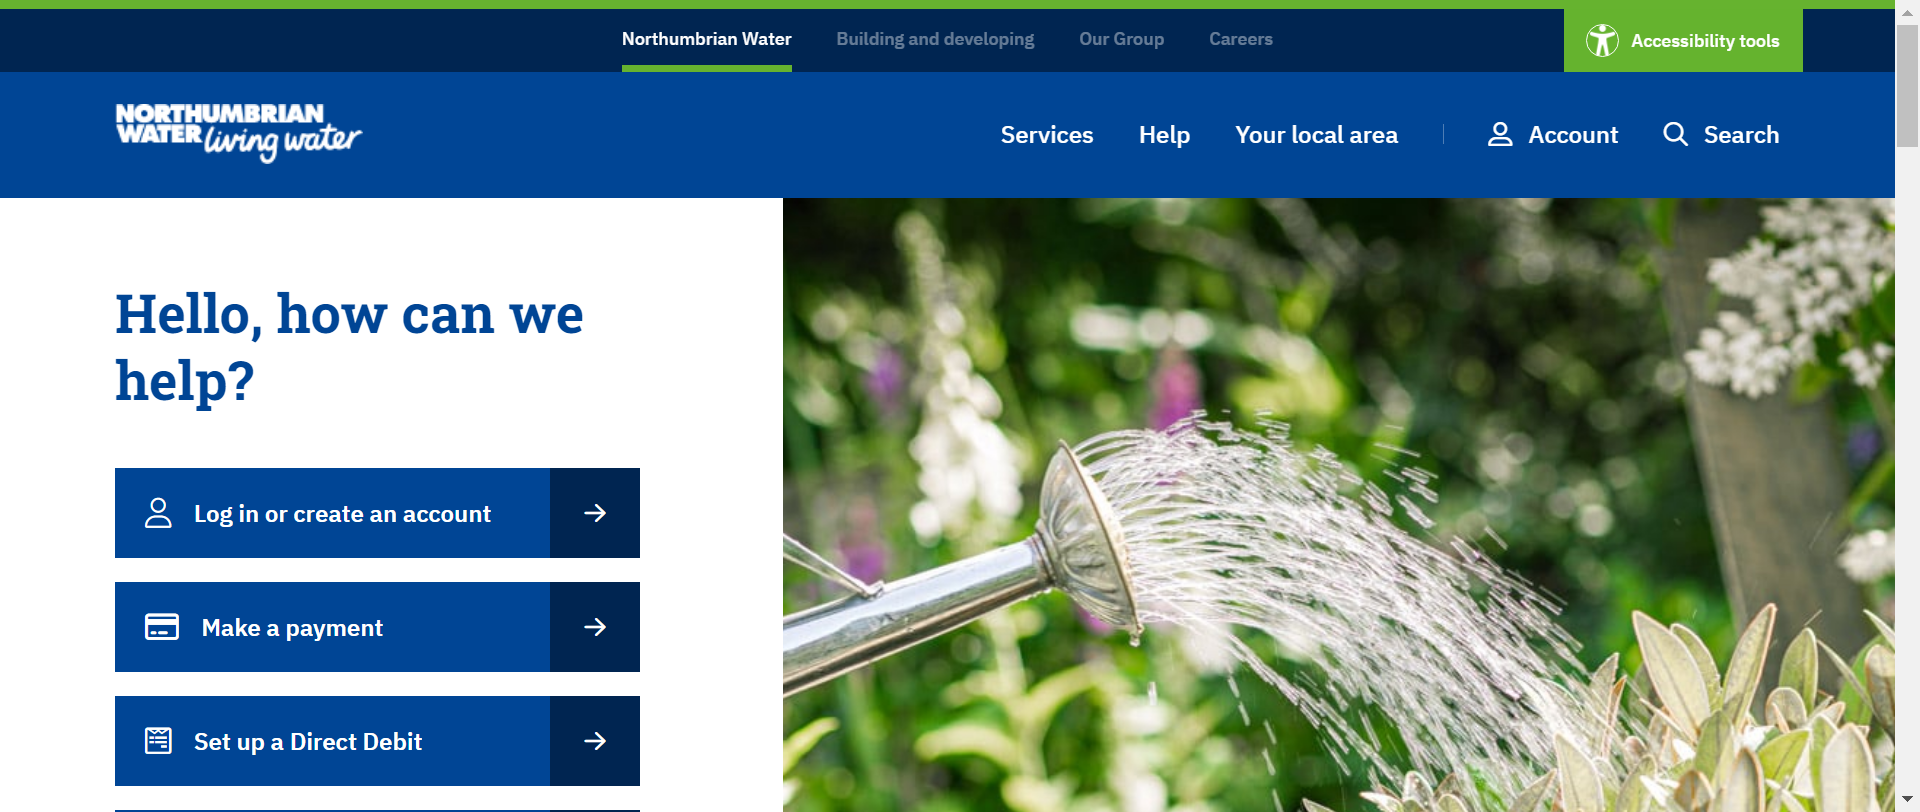 Northumbrian Water
Building and developing
Our Group
Careers
Accessibility tools
NORTHUMBRIAN
WATER living water
Services
Help
Your local area
Account
Search
Hello, how can we
help?
Log in or create an account
Make a payment
Set up a Direct Debit